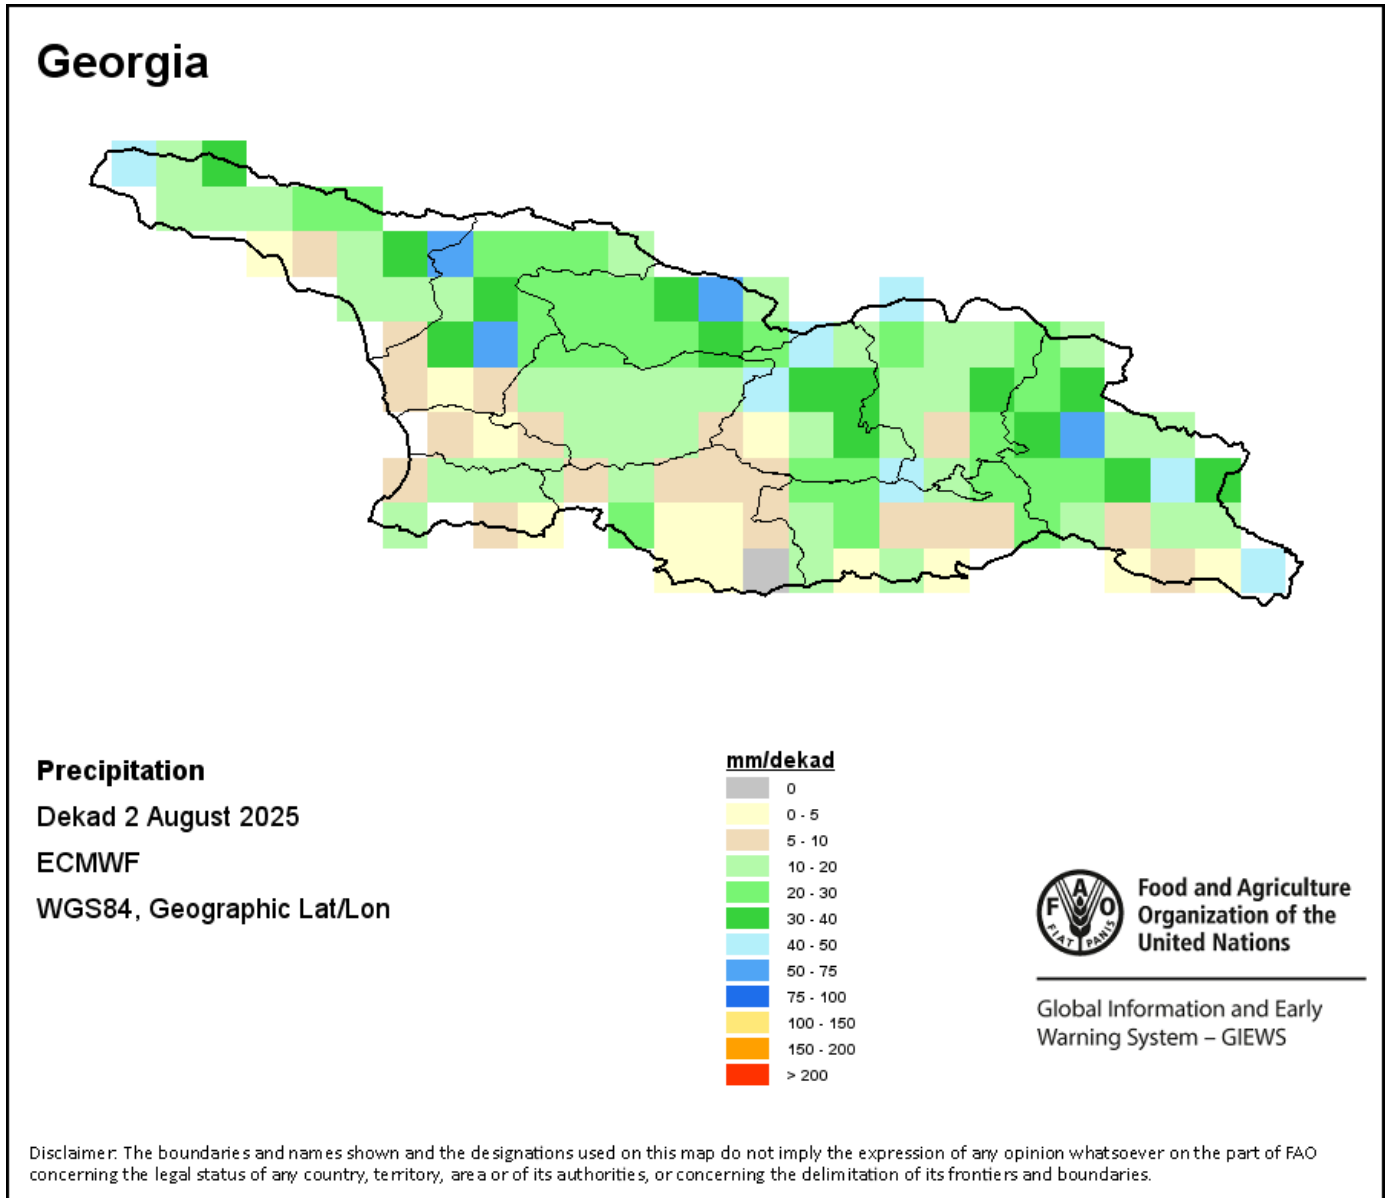 Georgia
Precipitation
Dekad 2 August 2025
ECMWF
WGS84, Geographic Lat/Lon
mm/dekad
0
0 - 5
5 - 10
10 - 20
20 - 30
30 - 40
40 - 50
50 - 75
75 - 100
100 - 150
150 - 200
> 200
F A O
FIAT PANIS
Food and Agriculture
Organization of the
United Nations
Global Information and Early
Warning System – GIEWS
Disclaimer: The boundaries and names shown and the designations used on this map do not imply the expression of any opinion whatsoever on the part of FAO
concerning the legal status of any country, territory, area or of its authorities, or concerning the delimitation of its frontiers and boundaries.